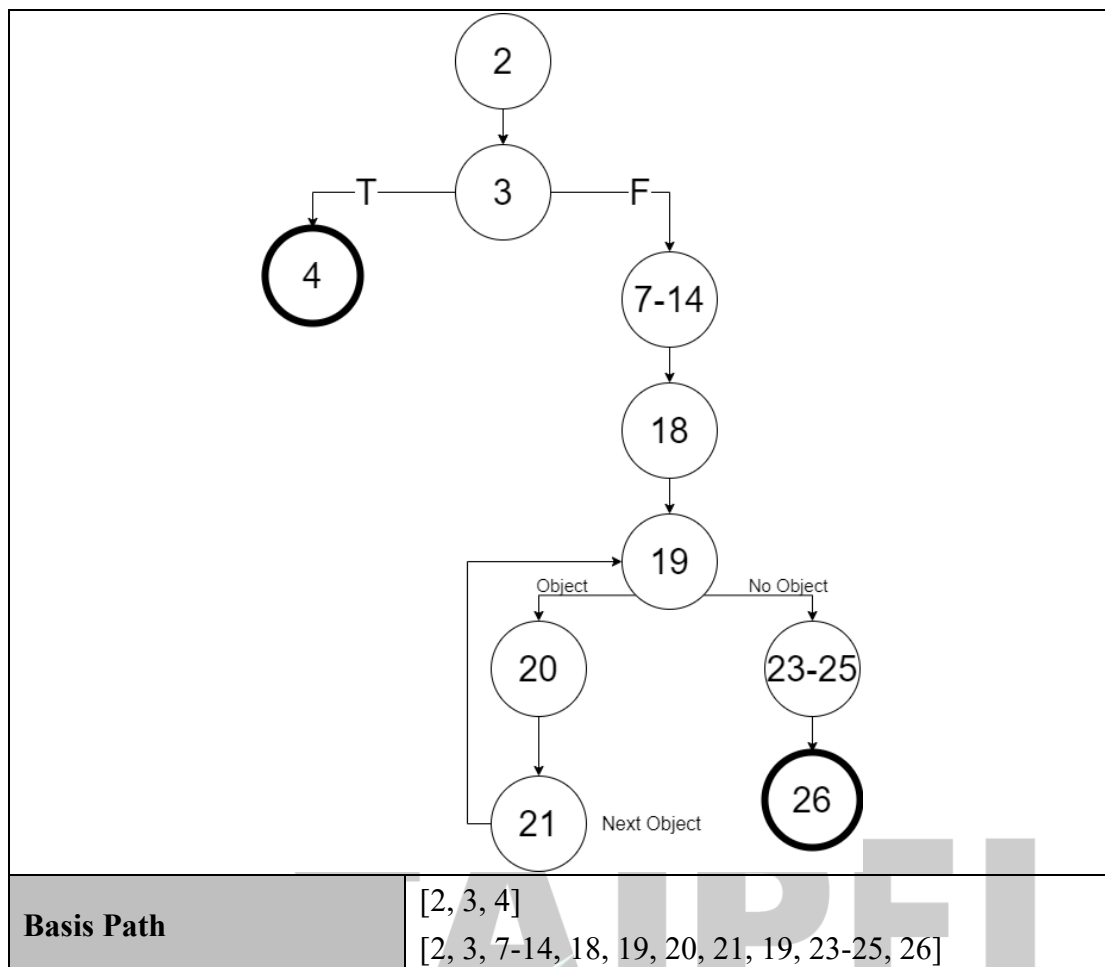 2
T
3
F
4
7-14
18
19
Object
No Object
20
23-25
21
Next Object
26
TAIPEI
Basis Path
[2, 3, 4]
[2, 3, 7-14, 18, 19, 20, 21, 19, 23-25, 26]